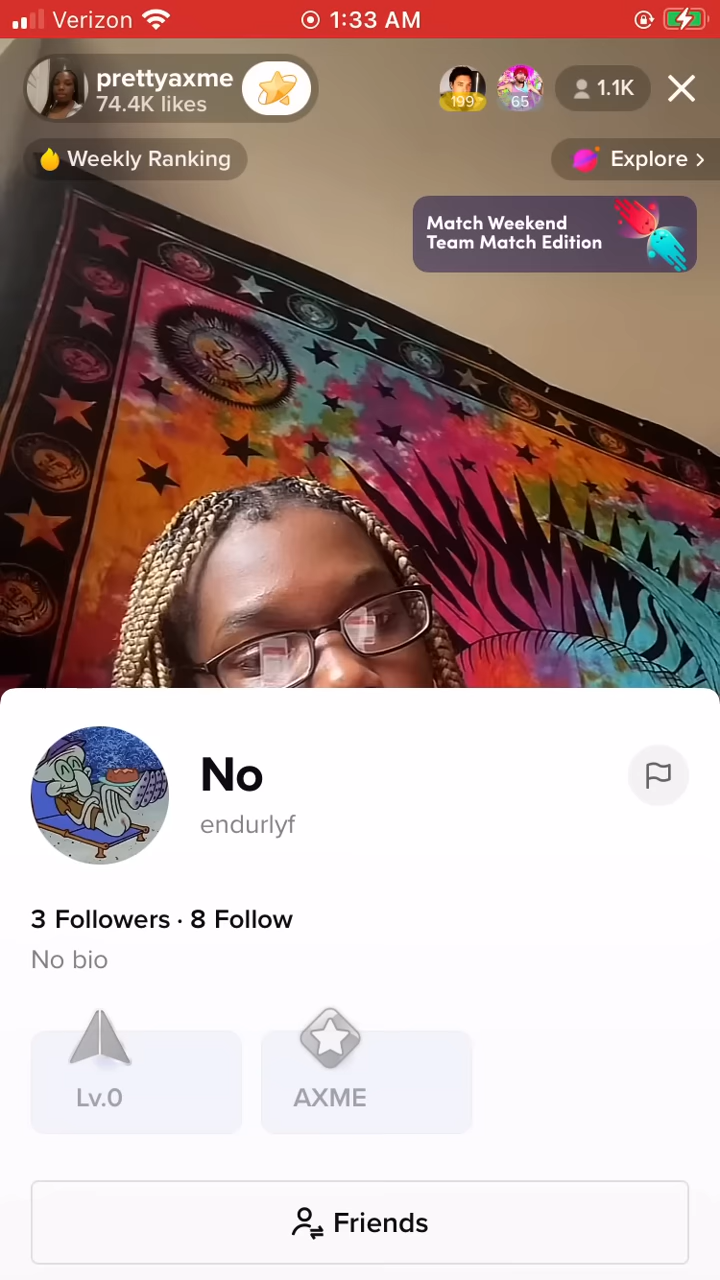 Verizon 1:33 AM
prettyaxme
74.4K likes
199
65
1.1K
Weekly Ranking
Explore >
Match Weekend
Team Match Edition
No
endurlyf
3 Followers · 8 Follow
No bio
Lv.0
AXME
Friends